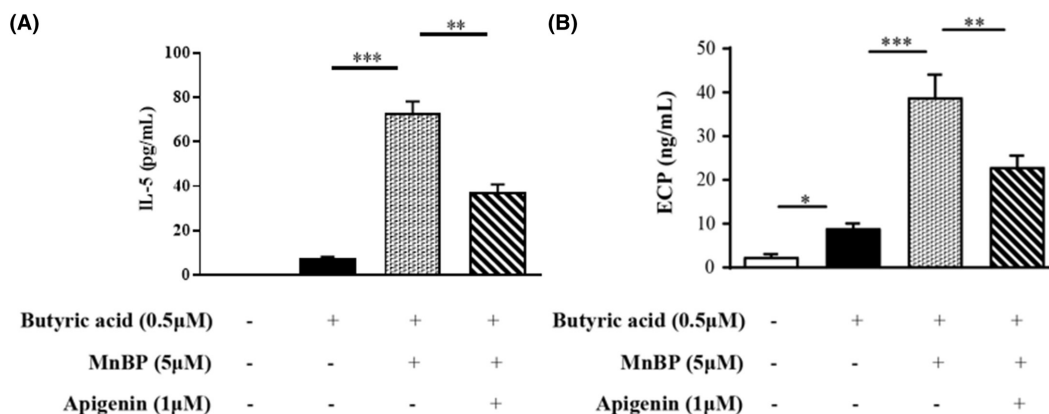 (A)
IL-5 (pg/mL)
100
80
60
40
20
0
***
**
Butyric acid (0.5μM) - + + +
MnBP (5μM) - - + +
Apigenin (1μM) - - - +
(B)
ECP (ng/mL)
50
40
30
20
10
0
*
***
**
Butyric acid (0.5μM) - + + +
MnBP (5μM) - - + +
Apigenin (1μM) - - - +